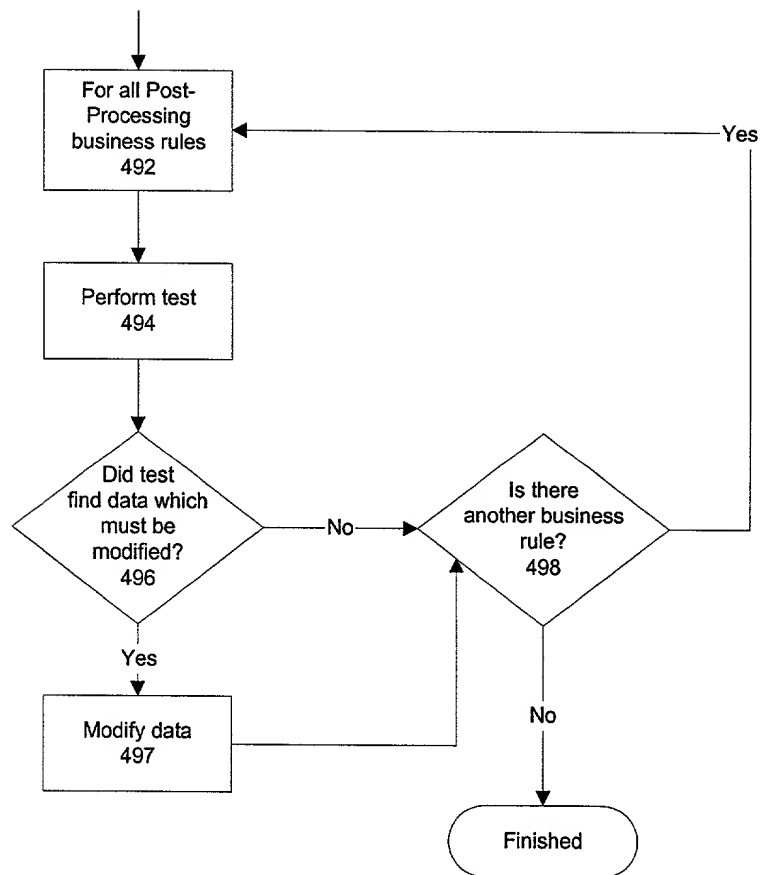 For all Post-
Processing
business rules
492
Yes
Perform test
494
Did test
find data which
must be
modified?
496
No
Is there
another business
rule?
498
Yes
Modify data
497
No
Finished